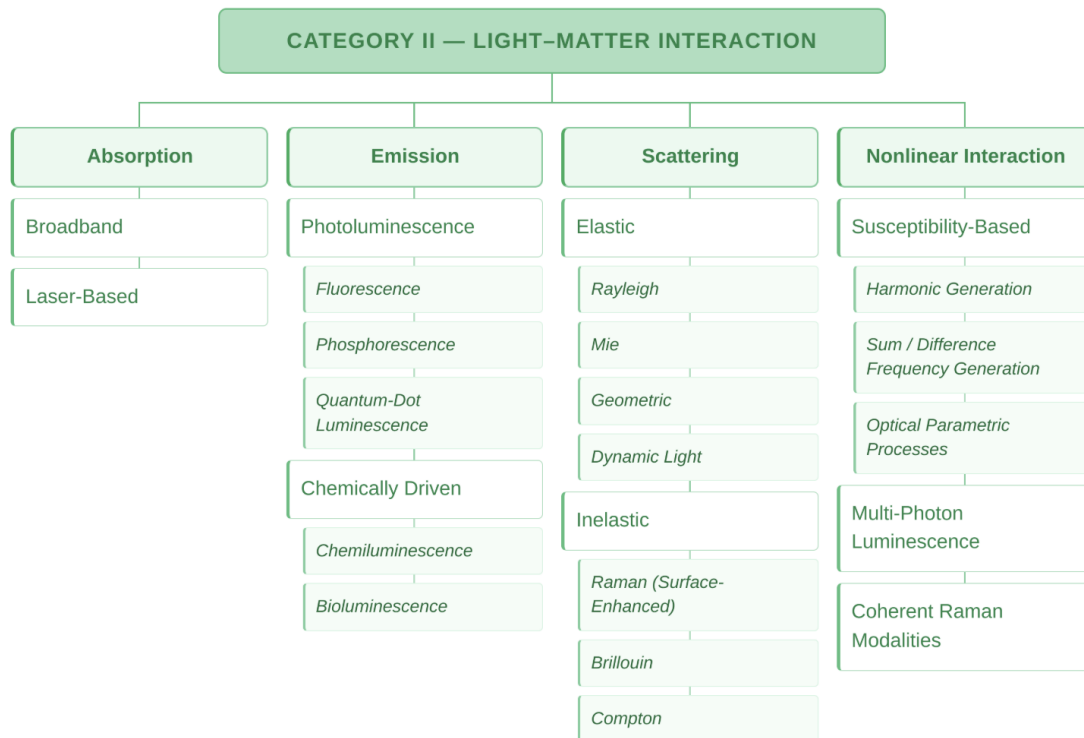 CATEGORY II — LIGHT–MATTER INTERACTION
Absorption
Broadband
Laser-Based
Emission
Photoluminescence
Fluorescence
Phosphorescence
Quantum-Dot
Luminescence
Chemically Driven
Chemiluminescence
Bioluminescence
Scattering
Elastic
Rayleigh
Mie
Geometric
Dynamic Light
Inelastic
Raman (Surface-
Enhanced)
Brillouin
Compton
Nonlinear Interaction
Susceptibility-Based
Harmonic Generation
Sum / Difference
Frequency Generation
Optical Parametric
Processes
Multi-Photon
Luminescence
Coherent Raman
Modalities